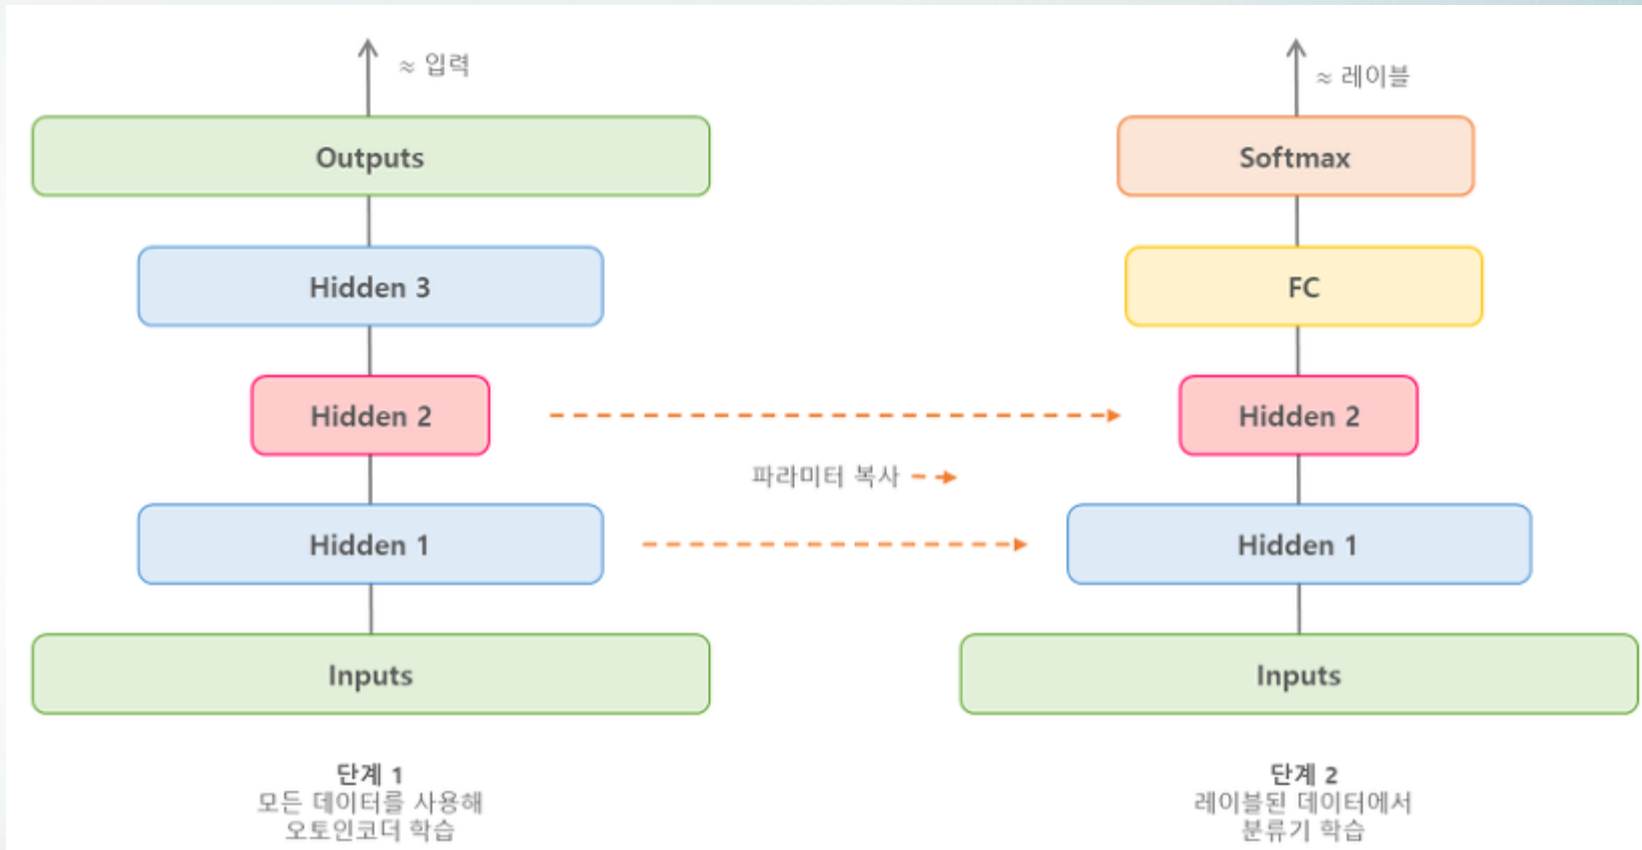 ≈ 입력
Outputs
Hidden 3
Hidden 2
Hidden 1
Inputs
단계 1
모든 데이터를 사용해
오토인코더 학습
파라미터 복사
≈ 레이블
Softmax
FC
Hidden 2
Hidden 1
Inputs
단계 2
레이블된 데이터에서
분류기 학습